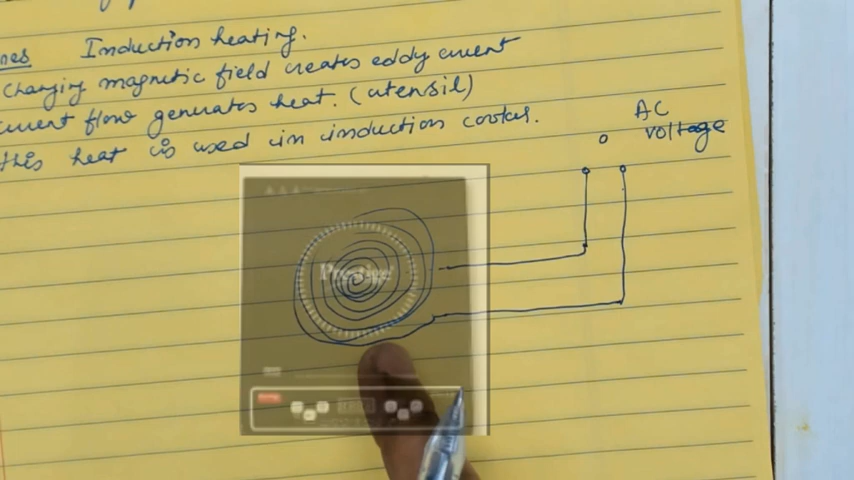 Induction heating.
changing magnetic field creates eddy current
current flow generates heat. (utensil)
this heat is used in induction cooker.
AC
voltage
Prestige